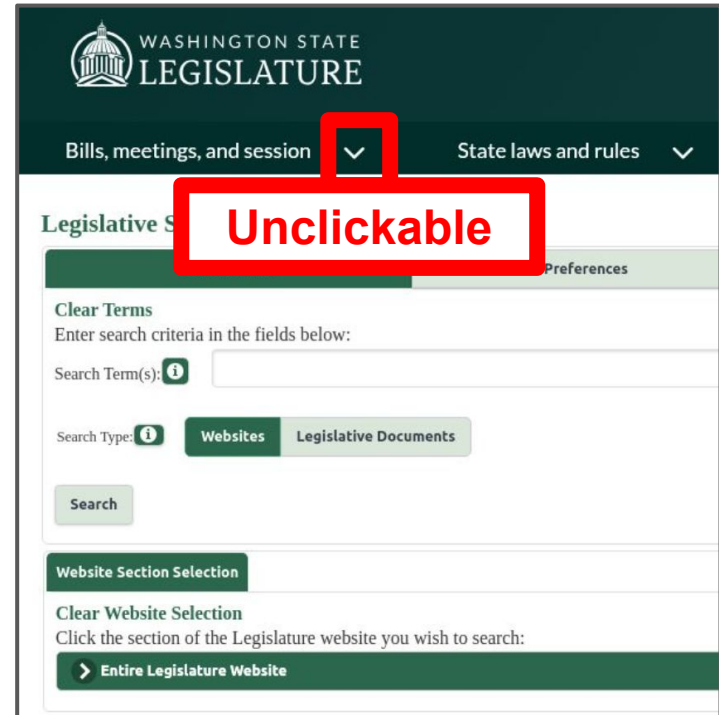 WASHINGTON STATE
LEGISLATURE
Bills, meetings, and session
State laws and rules
Unclickable
Legislative S
Preferences
Clear Terms
Enter search criteria in the fields below:
Search Term(s):
Search Type:
Websites
Legislative Documents
Search
Website Section Selection
Clear Website Selection
Click the section of the Legislature website you wish to search:
Entire Legislature Website